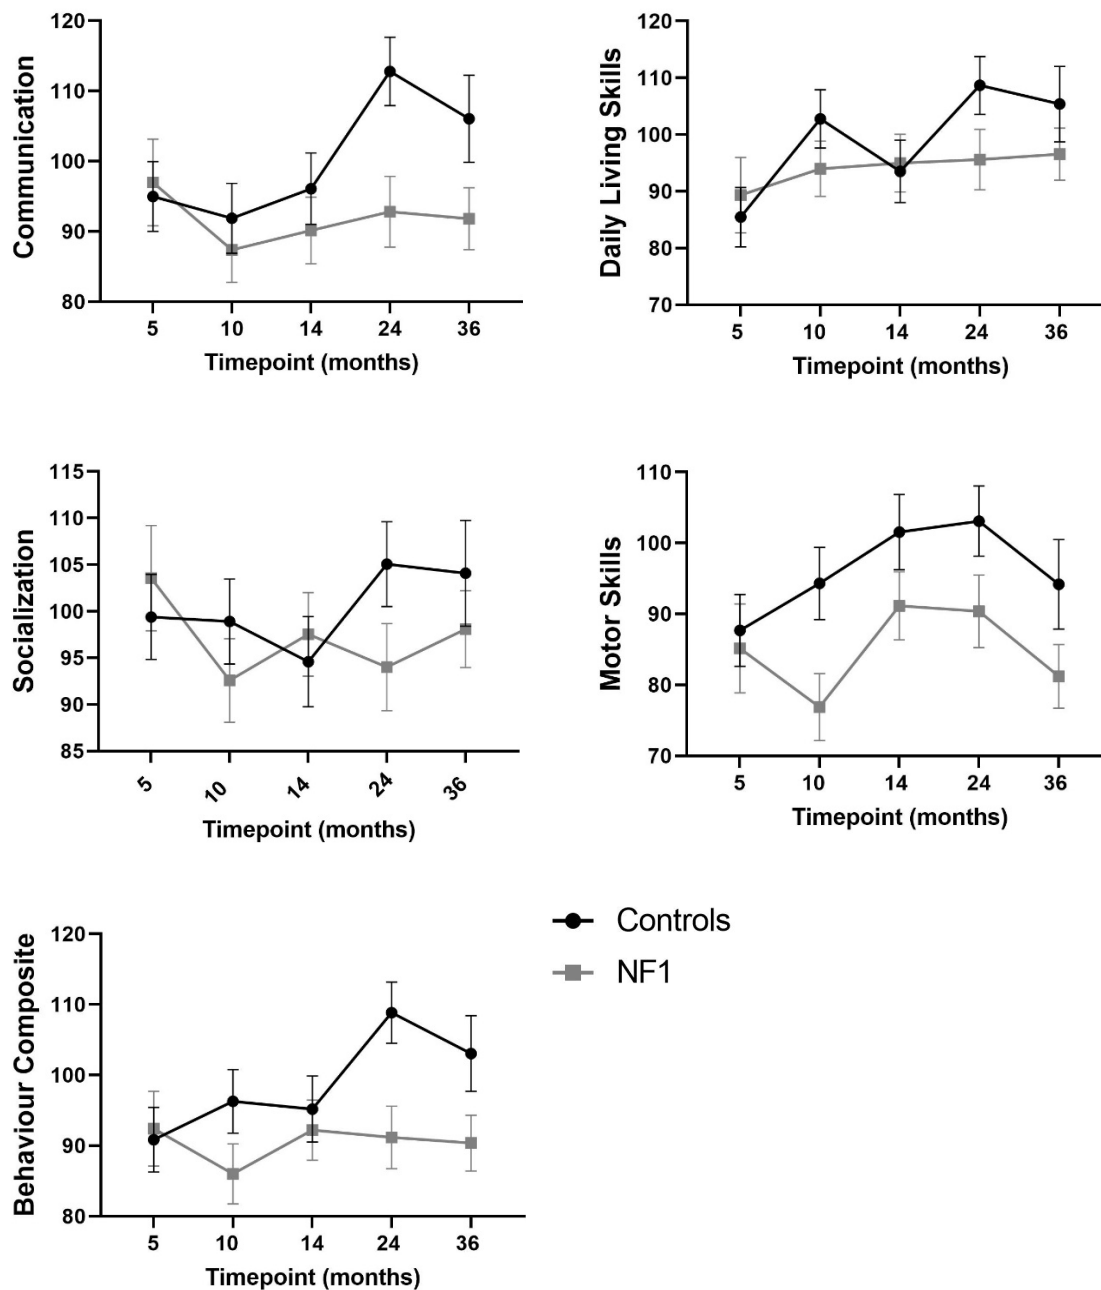 Communication
120
110
100
90
80
5 10 14 24 36
Timepoint (months)
Daily Living Skills
120
110
100
90
80
70
5 10 14 24 36
Timepoint (months)
Socialization
115
110
105
100
95
90
85
5 10 14 24 36
Timepoint (months)
Motor Skills
110
100
90
80
70
5 10 14 24 36
Timepoint (months)
Behaviour Composite
120
110
100
90
80
5 10 14 24 36
Timepoint (months)
Controls
NF1